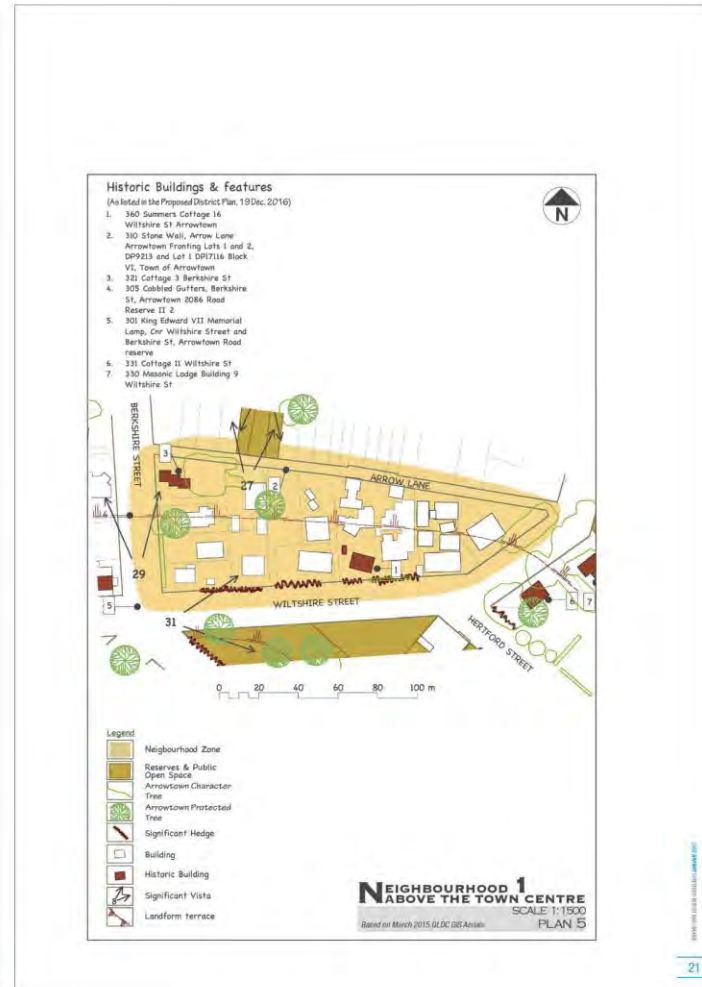 Historic Buildings & features
(As listed in the Proposed District Plan, 19 Dec. 2016)
1. 360 Summers Cottage 16
Wiltshire St Arrowtown
2. 310 Stone Wall, Arrow Lane
Arrowtown Fronting Lots 1 and 2,
DP9213 and Lot 1 DP17116 Block
VI, Town of Arrowtown
3. 321 Cottage 3 Berkshire St
4. 305 Cobbled Gutters, Berkshire
St, Arrowtown 2086 Road
Reserve II 2
5. 301 King Edward VII Memorial
Lamp, Cnr Wiltshire Street and
Berkshire St, Arrowtown Road
reserve
6. 331 Cottage 11 Wiltshire St
7. 330 Masonic Lodge Building 9
Wiltshire St
N
BERKSHIRE STREET
3
27
2
ARROW LANE
4
29
1
5
31
WILTSHIRE STREET
6
7
HERTFORD STREET
0 20 40 60 80 100 m
Legend
Neigbourhood Zone
Reserves & Public
Open Space
Arrowtown Character
Tree
Arrowtown Protected
Tree
Significant Hedge
Building
Historic Building
Significant Vista
Landform terrace
NEIGHBOURHOOD 1
ABOVE THE TOWN CENTRE
SCALE 1:1500
Based on March 2015 QLDC GIS Aerials
PLAN 5
21